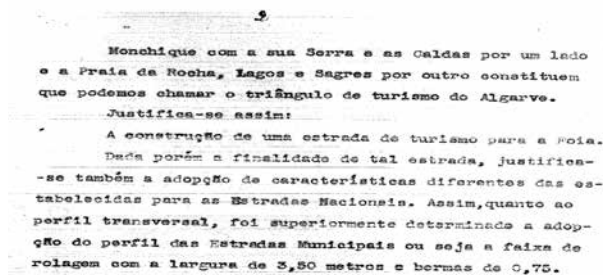 Monchique com a sua Serra e as Caldas por um lado
e a Praia da Rocha, Lagos e Sagres por outro constituem
que podemos chamar o triângulo de turismo do Algarve.
Justifica-se assim:
A construção de uma estrada de turismo para a Foia.
Dada porém a finalidade de tal estrada, justifica-
-se também a adopção de características diferentes das es-
tabelecidas para as Estradas Nacionais. Assim,quanto ao
perfil transversal, foi superiormente determinado a adop-
ção do perfil das Estradas Municipais ou seja a faixa de
rolagem com a largura de 3,50 metros e bermas de 0,75.